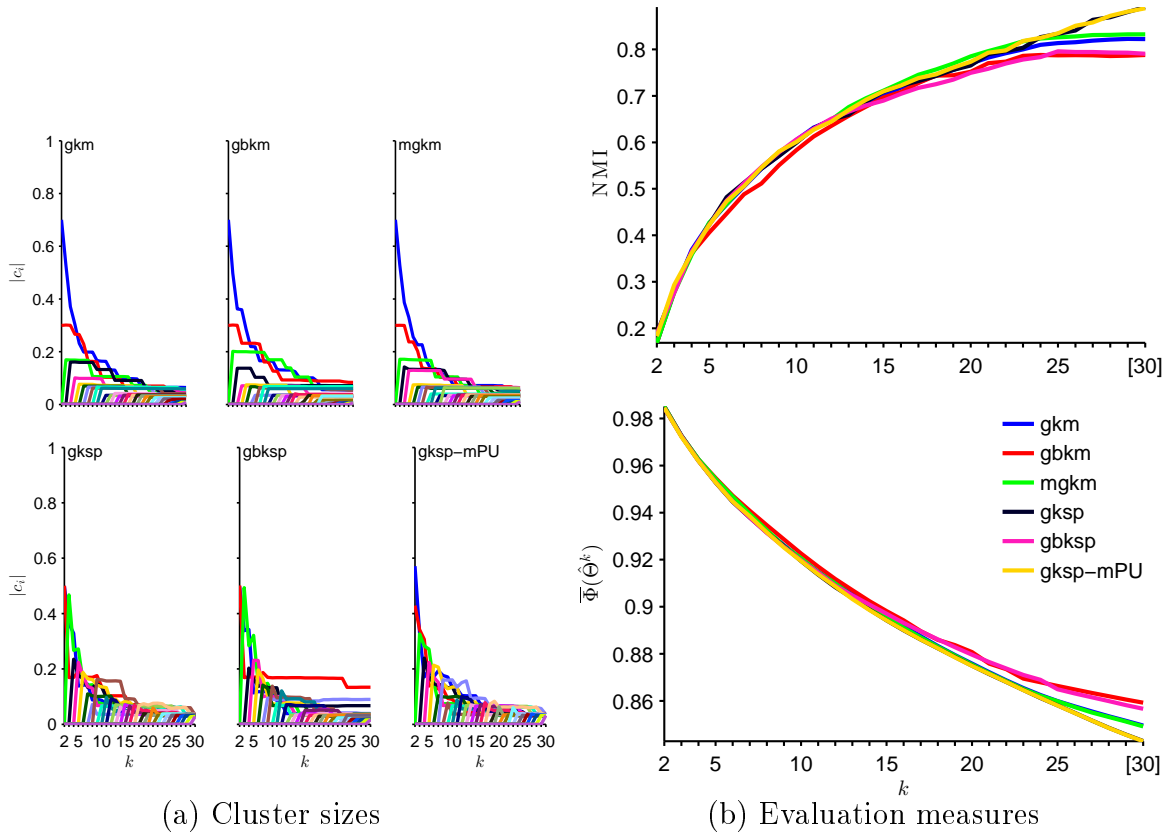 gkm
gbkm
mgkm
1
0.8
0.6
0.4
0.2
0
|c_i|
gksp
gbksp
gksp-mPU
1
0.8
0.6
0.4
0.2
0
|c_i|
2 5 10 15 20 25 30
2 5 10 15 20 25 30
2 5 10 15 20 25 30
k
k
k
(a) Cluster sizes
0.8
0.7
0.6
0.5
0.4
0.3
0.2
NMI
2 5 10 15 20 25 [30]
0.98
0.96
0.94
0.92
0.9
0.88
0.86
\overline{Φ}(\hat{Θ}^k)
gkm
gbkm
mgkm
gksp
gbksp
gksp-mPU
2 5 10 15 20 25 [30]
k
(b) Evaluation measures